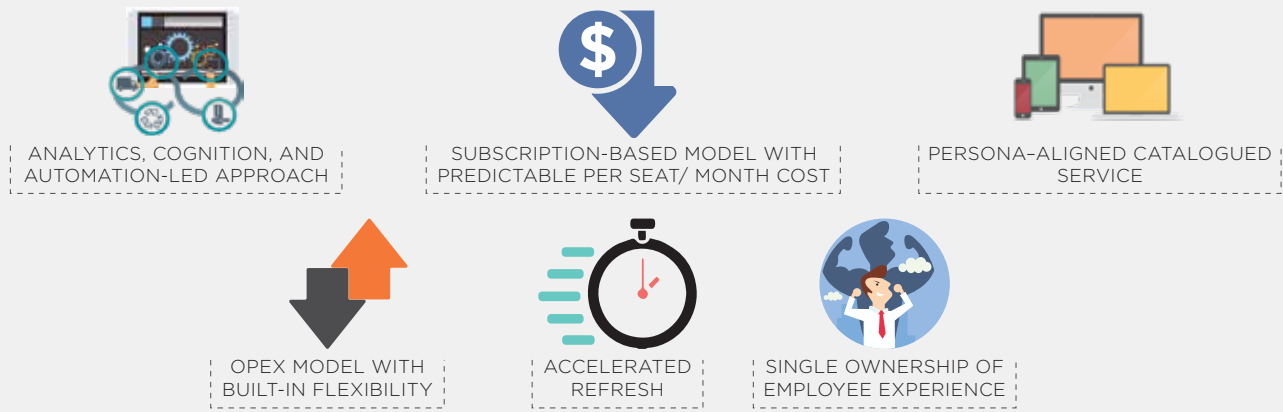 $
ANALYTICS, COGNITION, AND
AUTOMATION-LED APPROACH
SUBSCRIPTION-BASED MODEL WITH
PREDICTABLE PER SEAT/ MONTH COST
PERSONA–ALIGNED CATALOGUED
SERVICE
OPEX MODEL WITH
BUILT-IN FLEXIBILITY
ACCELERATED
REFRESH
SINGLE OWNERSHIP OF
EMPLOYEE EXPERIENCE